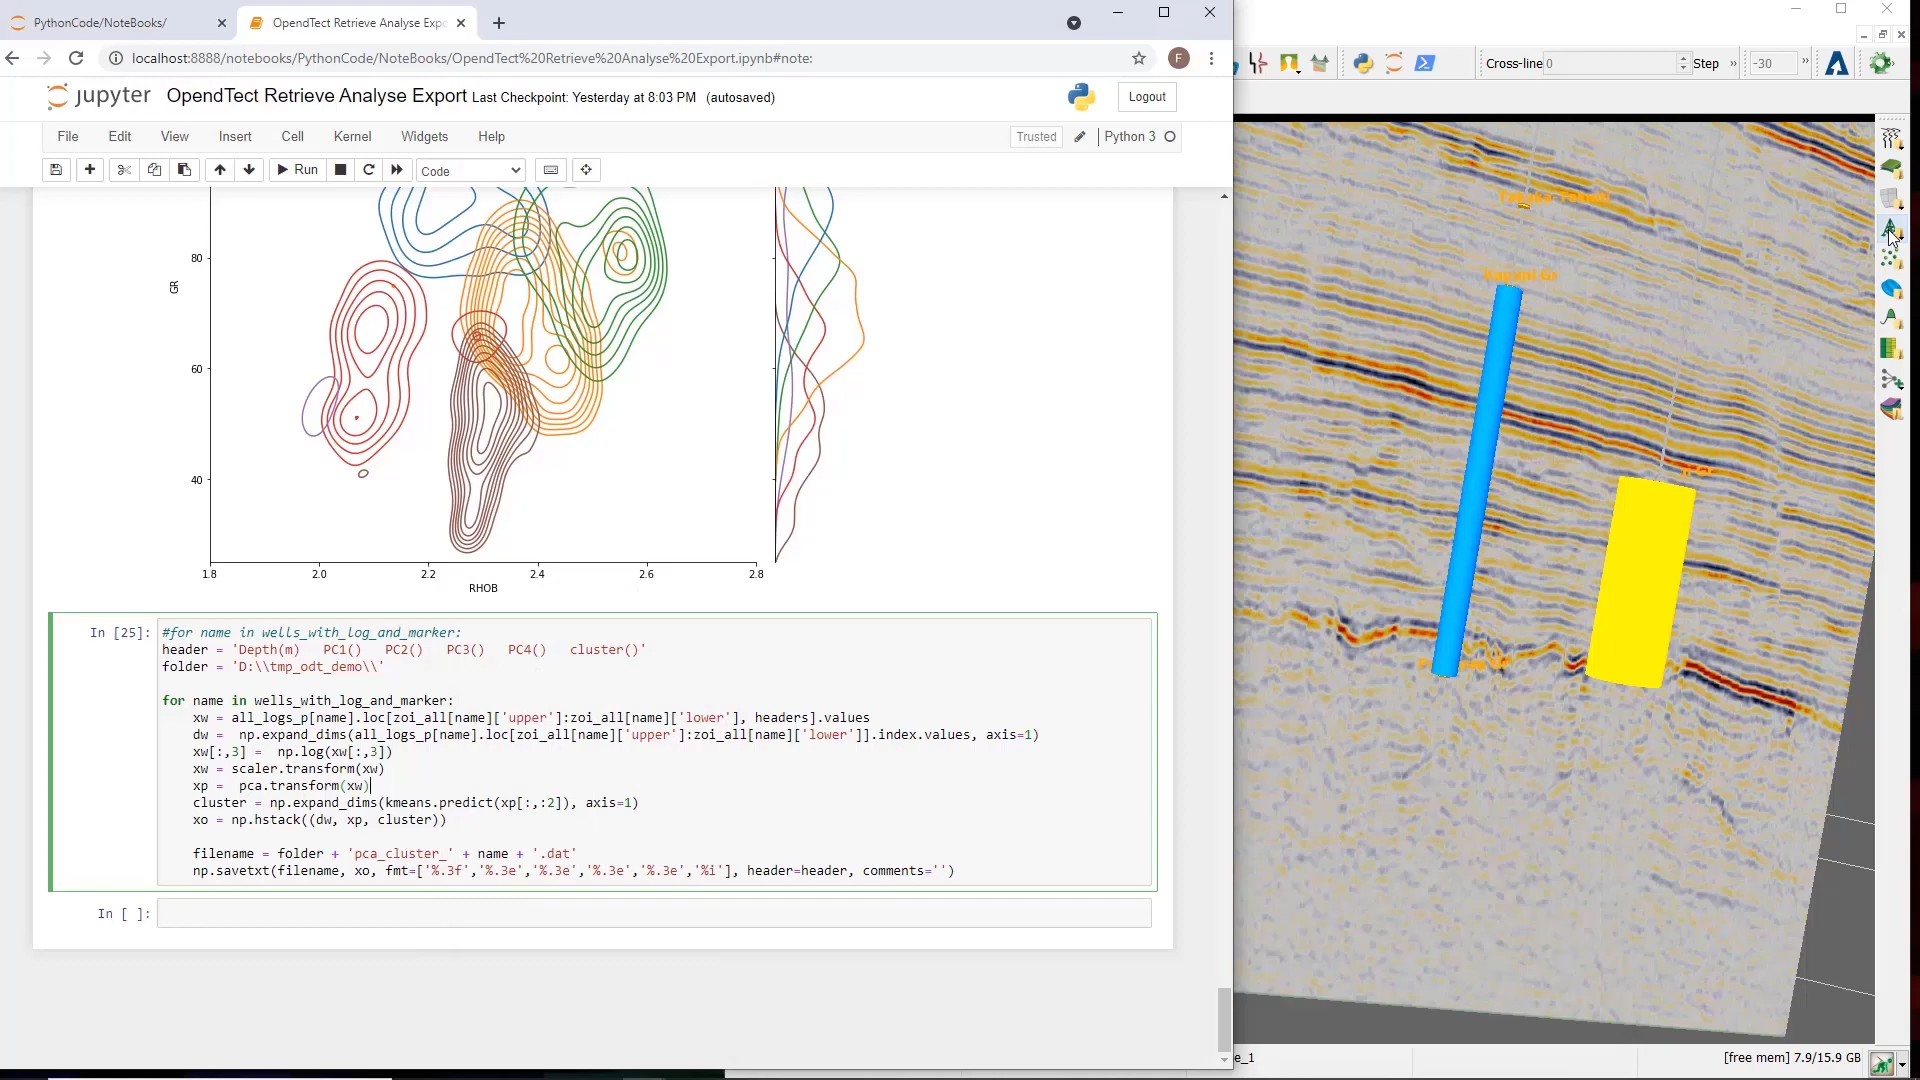 PythonCode/NoteBooks/
OpendTect Retrieve Analyse Expo
localhost:8888/notebooks/PythonCode/NoteBooks/OpendTect%20Retrieve%20Analyse%20Export.ipynb#note:
F
jupyter OpendTect Retrieve Analyse Export Last Checkpoint: Yesterday at 8:03 PM (autosaved)
Logout
File Edit View Insert Cell Kernel Widgets Help
Trusted Python 3
Run Code
GR
80
60
40
1.8 2.0 2.2 2.4 2.6 2.8
RHOB
In [25]:
#for name in wells_with_log_and_marker:
header = 'Depth(m)   PC1()   PC2()   PC3()   PC4()   cluster()'
folder = 'D:\\tmp_odt_demo\\'
for name in wells_with_log_and_marker:
    xw = all_logs_p[name].loc[zoi_all[name]['upper']:zoi_all[name]['lower'], headers].values
    dw =  np.expand_dims(all_logs_p[name].loc[zoi_all[name]['upper']:zoi_all[name]['lower']].index.values, axis=1)
    xw[:,3] =  np.log(xw[:,3])
    xw = scaler.transform(xw)
    xp =  pca.transform(xw)
    cluster = np.expand_dims(kmeans.predict(xp[:,:2]), axis=1)
    xo = np.hstack((dw, xp, cluster))
    filename = folder + 'pca_cluster_' + name + '.dat'
    np.savetxt(filename, xo, fmt=['%.3f','%.3e','%.3e','%.3e','%.3e','%i'], header=header, comments='')
In [ ]:
Cross-line 0 Step -30
Kapuni Gr
e_1
[free mem] 7.9/15.9 GB